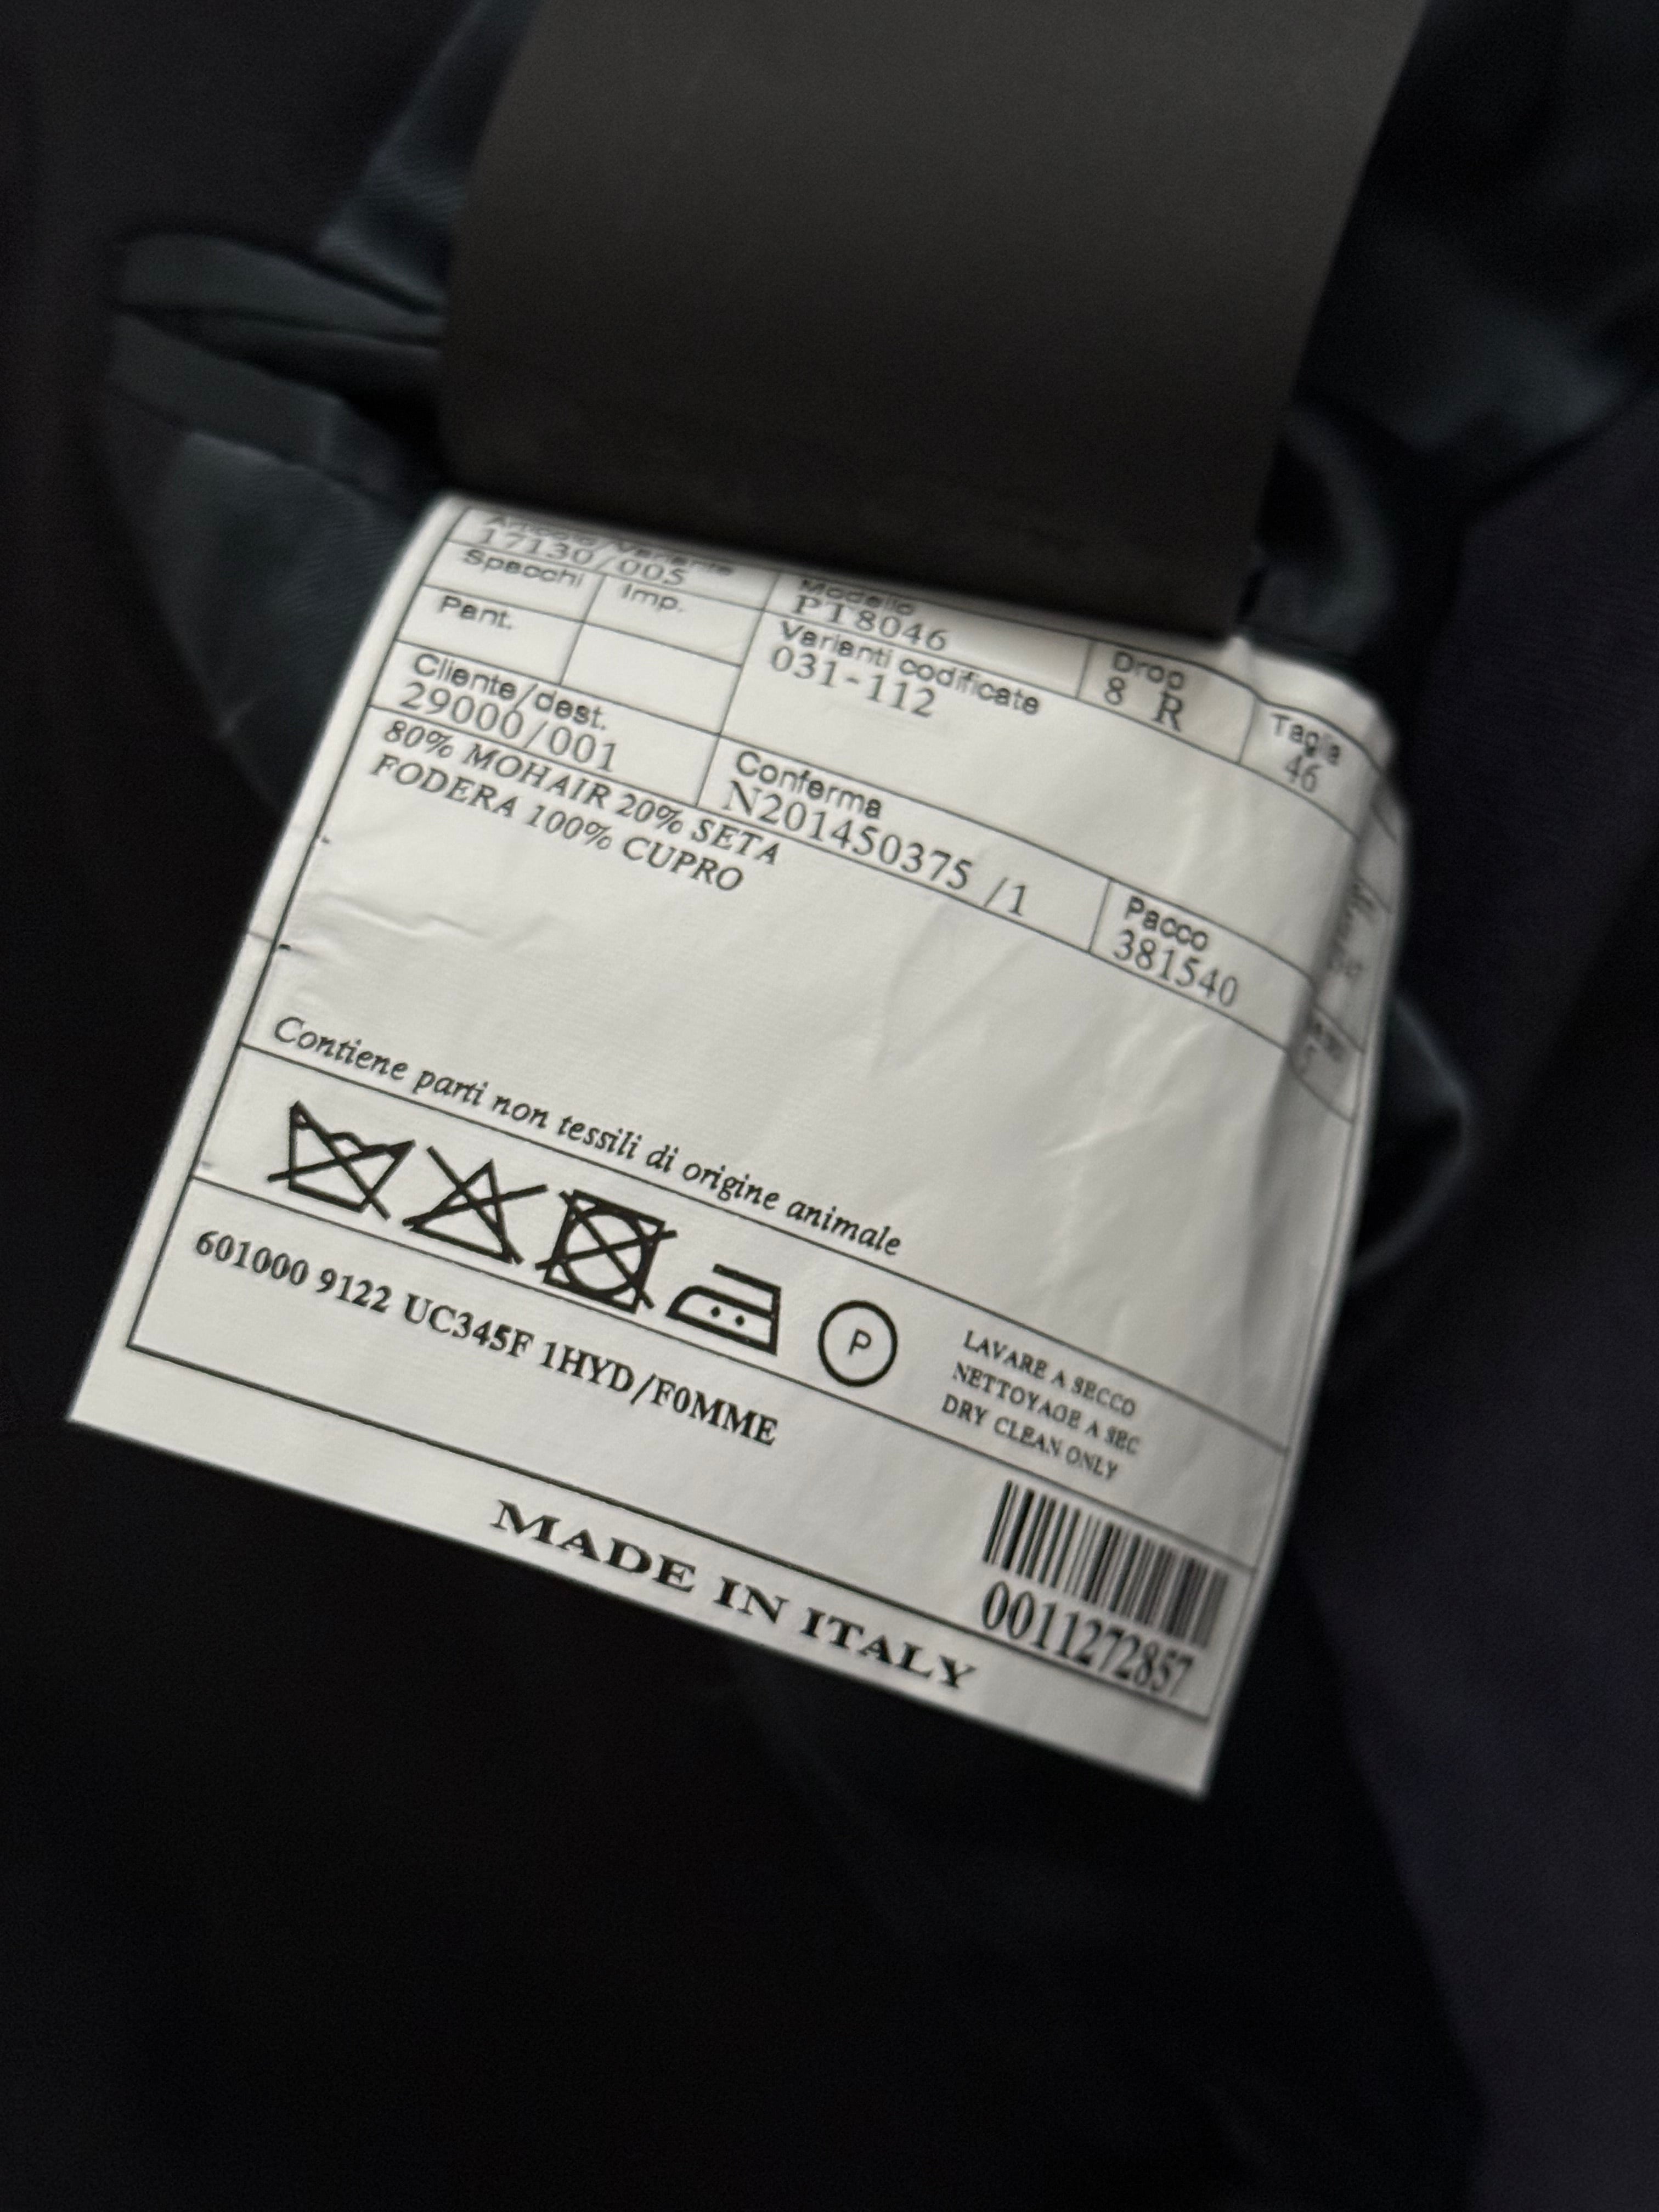 Articolo/Variante
17130/005
Modello
PT8046
Drop
8 R
Taglia
46
Specchi
Imp.
Pant.
Varianti codificate
031-112
Cliente/dest.
29000/001
Conferma
N201450375 /1
Pacco
381540
80% MOHAIR 20% SETA
FODERA 100% CUPRO
Contiene parti non tessili di origine animale
P
LAVARE A SECCO
NETTOYAGE A SEC
DRY CLEAN ONLY
601000 9122 UC345F 1HYD/F0MME
0011272857
MADE IN ITALY